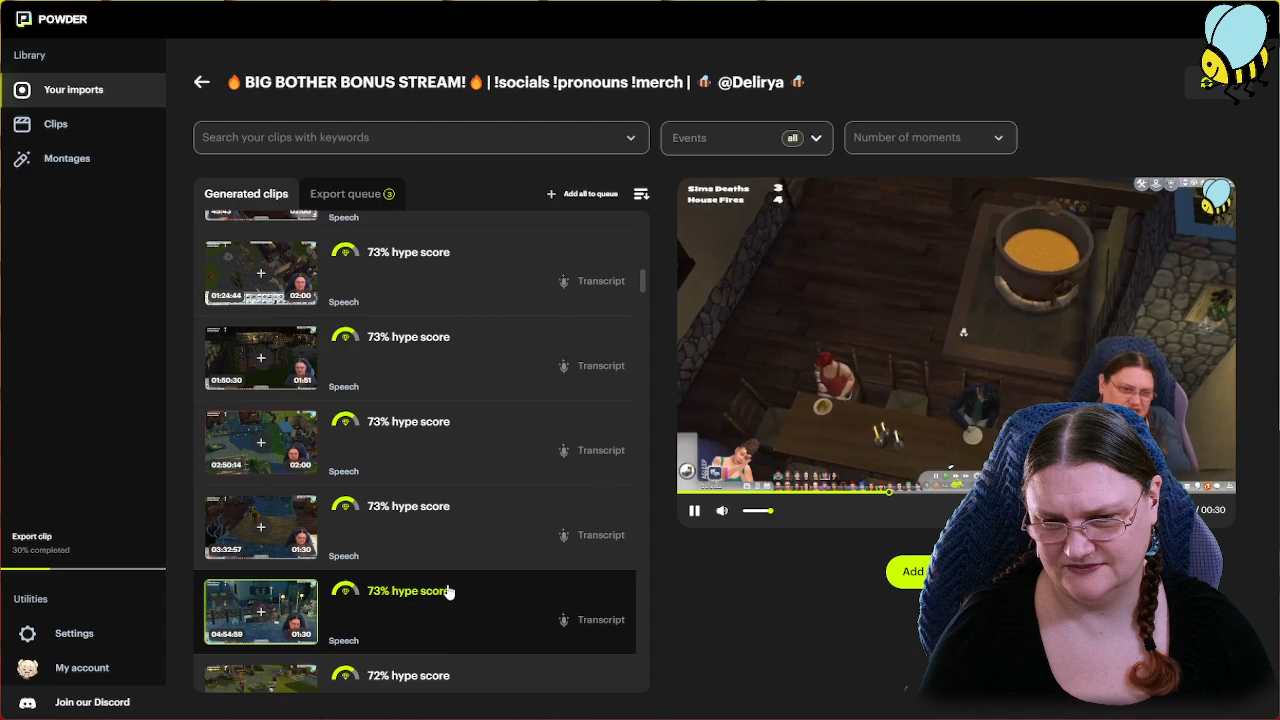 POWDER
Library
Your imports
Clips
Montages
Export clip
30% completed
Utilities
Settings
My account
Join our Discord
🔥 BIG BOTHER BONUS STREAM! 🔥 | !socials !pronouns !merch | 🐝 @Delirya 🐝
Search your clips with keywords
Events
all
Number of moments
Generated clips
Export queue 3
+ Add all to queue
45:43
02:00
Speech
73% hype score
Transcript
01:24:44
02:00
Speech
73% hype score
Transcript
01:50:30
01:51
Speech
73% hype score
Transcript
02:50:14
02:00
Speech
73% hype score
Transcript
03:32:57
01:30
Speech
73% hype score
Transcript
04:54:59
01:30
Speech
72% hype score
Sims Deaths 3
House Fires 4
ASLEEP
/ 00:30
Add